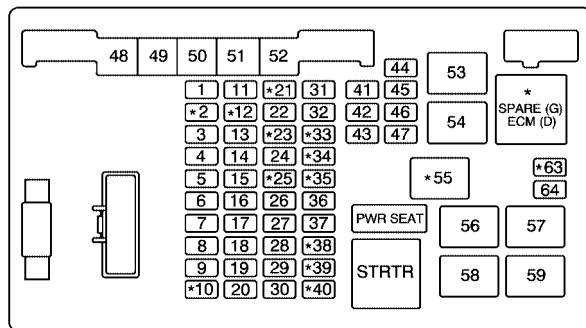 48 49 50 51 52
44
53
1 11 *21 31 41 45
*2 *12 22 32 42 46
3 13 *23 *33 43 47
54
*
SPARE (G)
ECM (D)
4 14 24 *34
5 15 *25 *35
*55
*63
64
6 16 26 36
7 17 27 37
PWR SEAT
56 57
8 18 28 *38
9 19 29 *39
*10 20 30 *40
STRTR
58 59